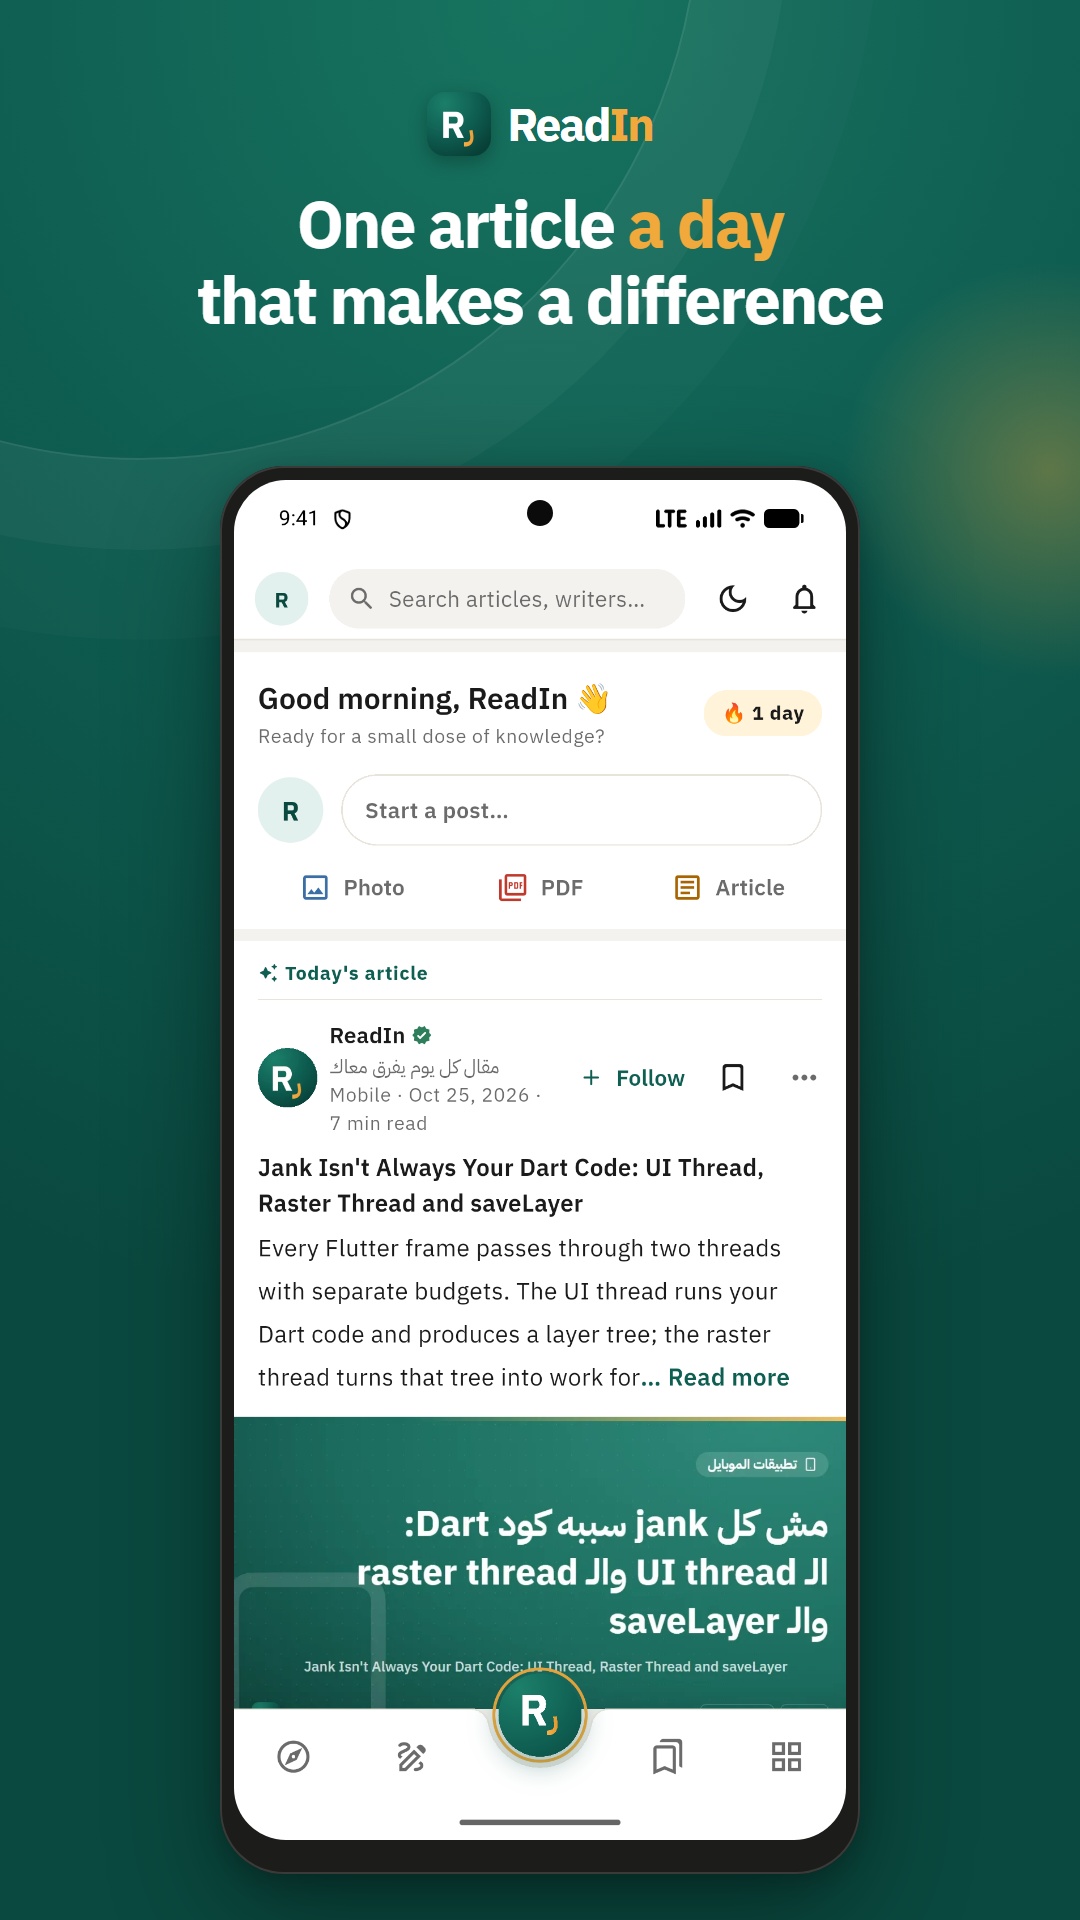 Rر ReadIn
One article a day
that makes a difference
9:41 LTE
R Search articles, writers...
Good morning, ReadIn 👋
🔥 1 day
Ready for a small dose of knowledge?
R Start a post...
Photo PDF Article
Today's article
ReadIn
مقال كل يوم يفرق معاك
Mobile · Oct 25, 2026 ·
7 min read
Rر
+ Follow
Jank Isn't Always Your Dart Code: UI Thread,
Raster Thread and saveLayer
Every Flutter frame passes through two threads
with separate budgets. The UI thread runs your
Dart code and produces a layer tree; the raster
thread turns that tree into work for... Read more
تطبيقات الموبايل
مش كل jank سببه كود Dart:
الـ UI thread والـ raster thread
والـ saveLayer
Jank Isn't Always Your Dart Code: UI Thread, Raster Thread and saveLayer
Rر